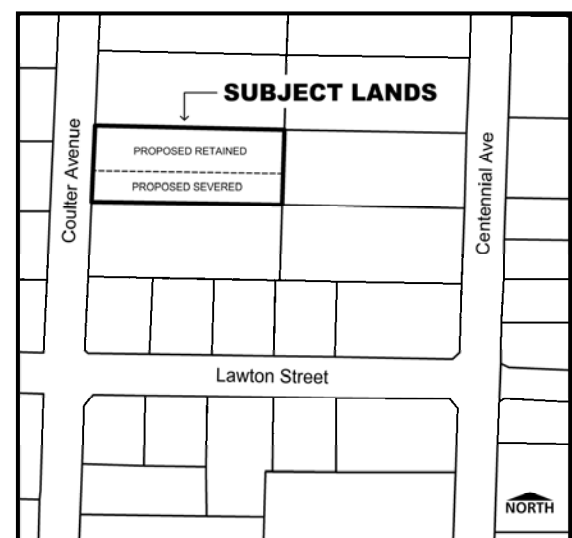 SUBJECT LANDS
PROPOSED RETAINED
PROPOSED SEVERED
Coulter Avenue
Centennial Ave
Lawton Street
NORTH